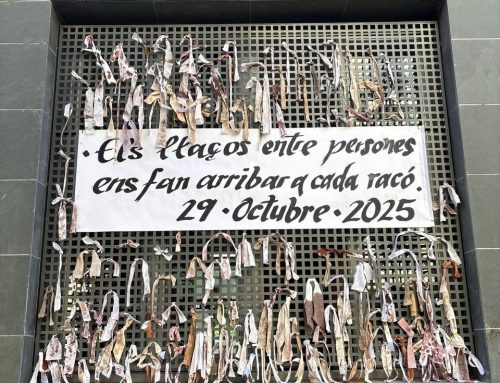 • Els llaços entre persones
ens fan arribar a cada racó.
29 • Octubre • 2025